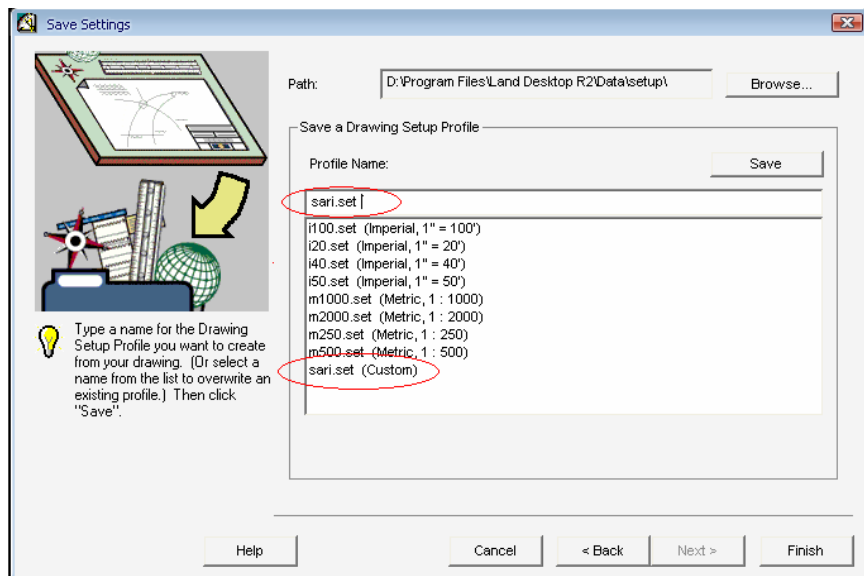 Save Settings
Path:
D:\Program Files\Land Desktop R2\Data\setup\
Browse...
Save a Drawing Setup Profile
Profile Name:
Save
sari.set
i100.set (Imperial, 1" = 100')
i20.set (Imperial, 1" = 20')
i40.set (Imperial, 1" = 40')
i50.set (Imperial, 1" = 50')
m1000.set (Metric, 1 : 1000)
m2000.set (Metric, 1 : 2000)
m250.set (Metric, 1 : 250)
m500.set (Metric, 1 : 500)
sari.set (Custom)
Type a name for the Drawing
Setup Profile you want to create
from your drawing. (Or select a
name from the list to overwrite an
existing profile.) Then click
"Save".
Help
Cancel
< Back
Next >
Finish